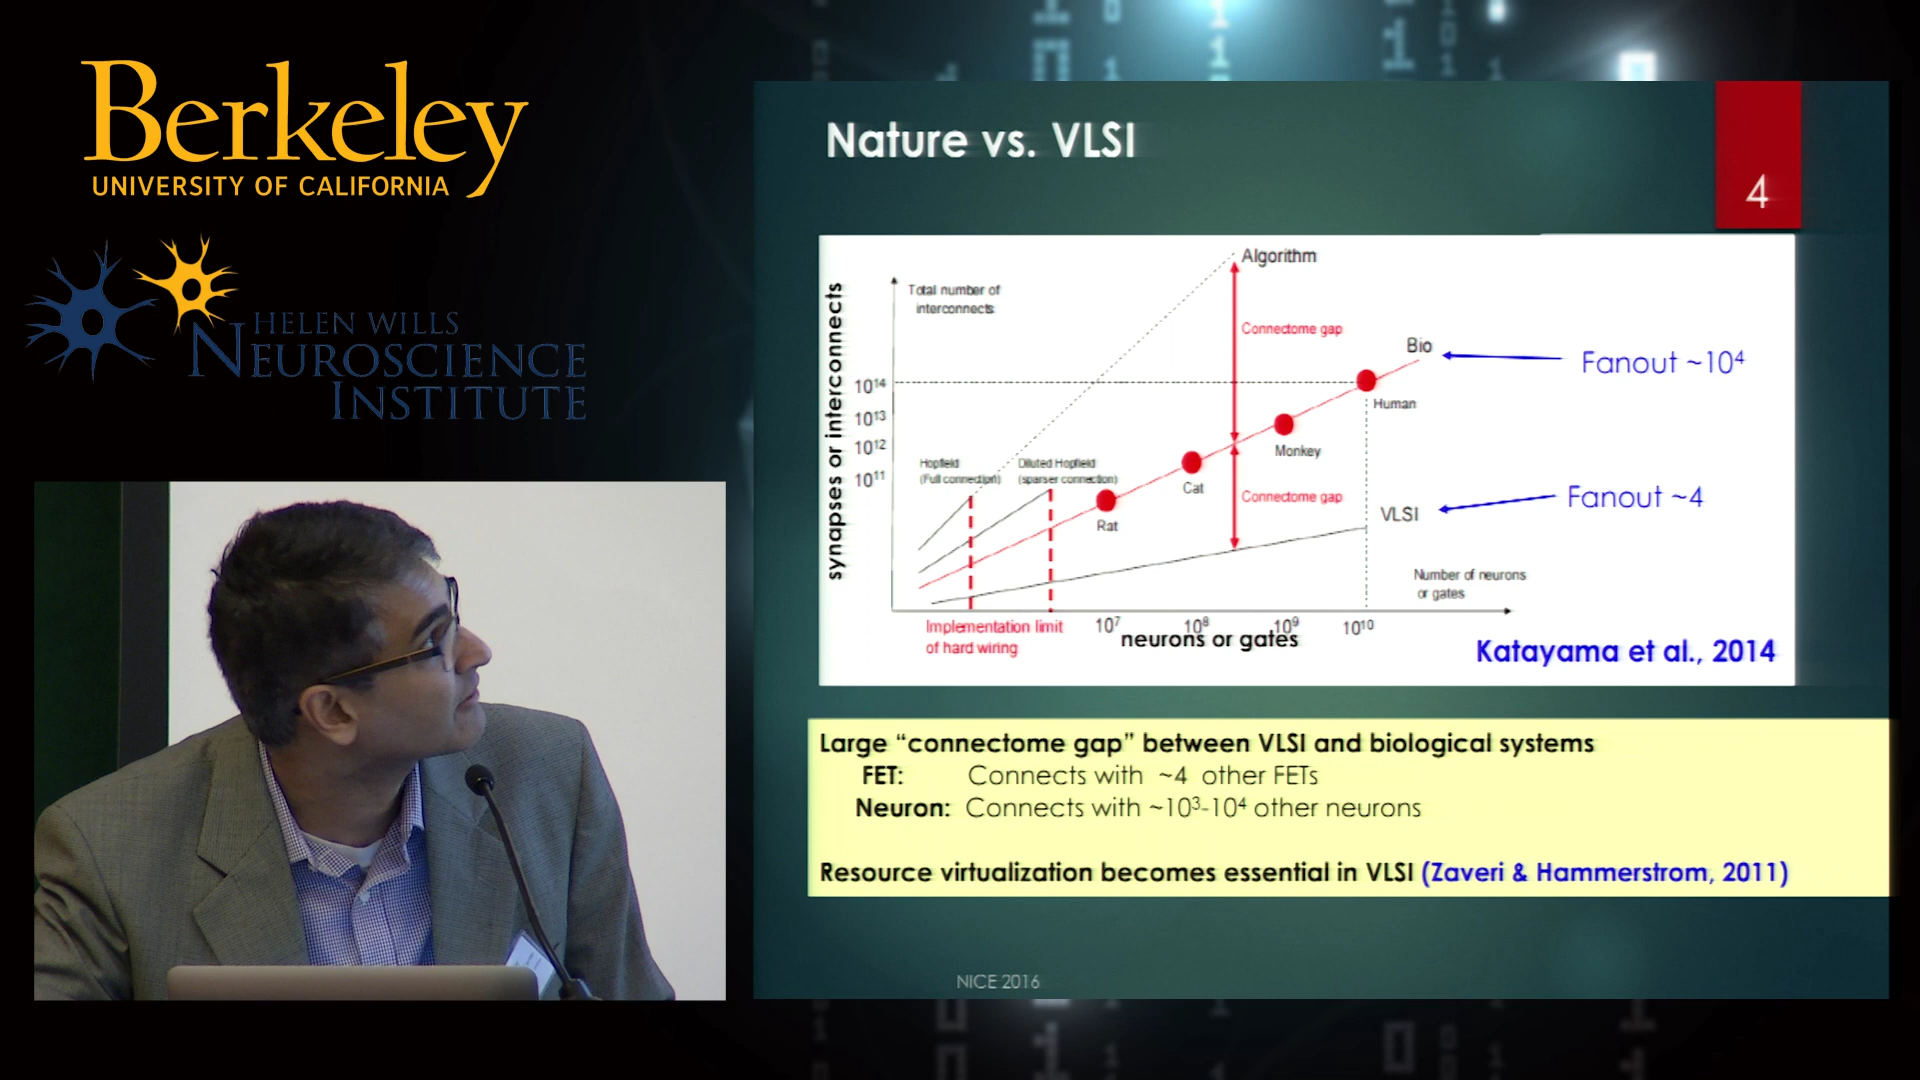 Berkeley
UNIVERSITY OF CALIFORNIA
HELEN WILLS
NEUROSCIENCE
INSTITUTE
Nature vs. VLSI
4
synapses or interconnects
Total number of
interconnects
Algorithm
Connectome gap
Bio
Fanout ~10⁴
10¹⁴
10¹³
10¹²
10¹¹
Human
Monkey
Hopfield
(Full connection)
Diluted Hopfield
(sparser connection)
Cat
Rat
Connectome gap
VLSI
Fanout ~4
Number of neurons
or gates
Implementation limit
of hard wiring
10⁷
10⁸
10⁹
10¹⁰
neurons or gates
Katayama et al., 2014
Large “connectome gap” between VLSI and biological systems
FET: Connects with ~4 other FETs
Neuron: Connects with ~10³-10⁴ other neurons
Resource virtualization becomes essential in VLSI (Zaveri & Hammerstrom, 2011)
NICE 2016